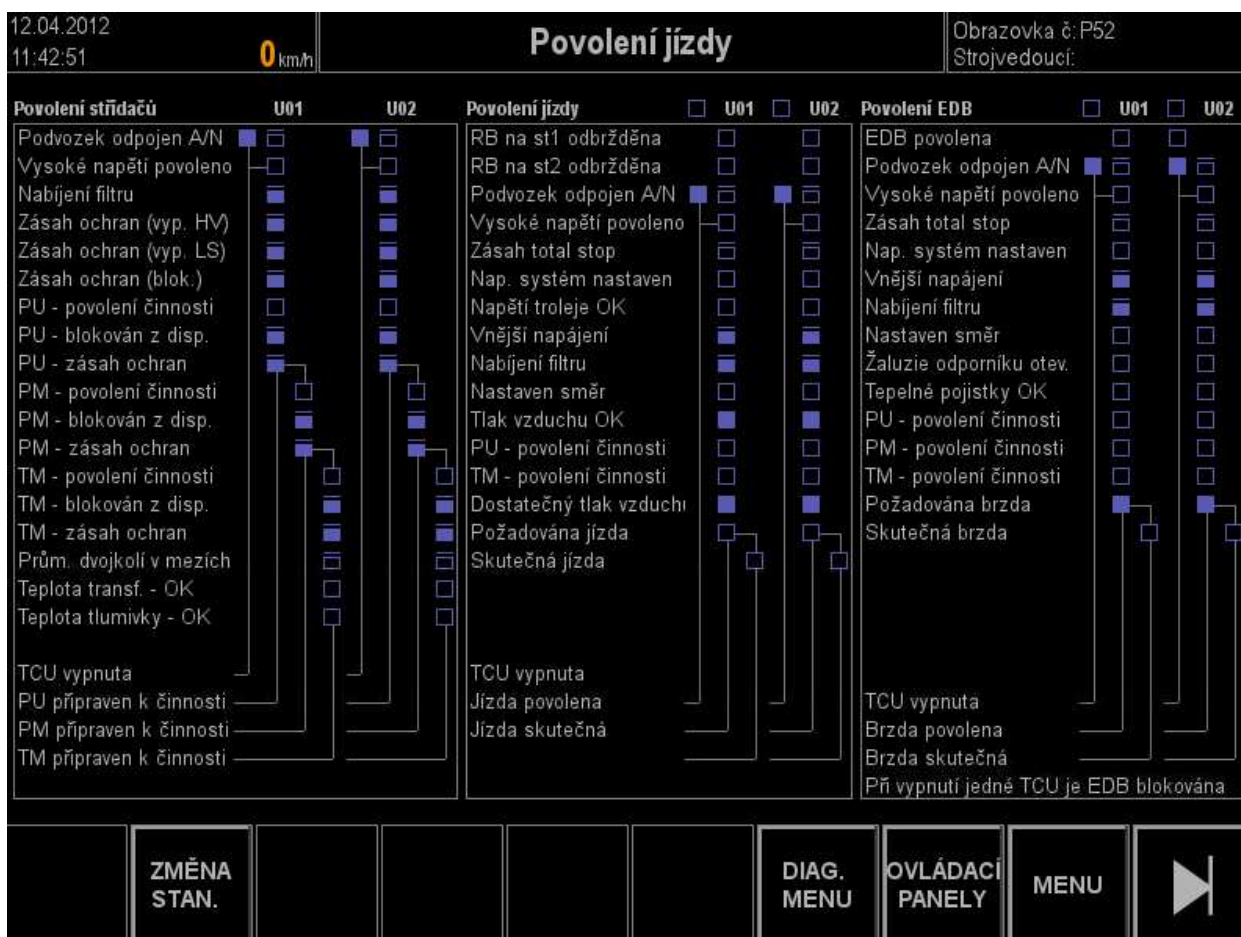 12.04.2012
11:42:51
0 km/h
Povolení jízdy
Obrazovka č: P52
Strojvedoucí:
Povolení střídačů U01 U02
Podvozek odpojen A/N
Vysoké napětí povoleno
Nabíjení filtru
Zásah ochran (vyp. HV)
Zásah ochran (vyp. LS)
Zásah ochran (blok.)
PU - povolení činnosti
PU - blokován z disp.
PU - zásah ochran
PM - povolení činnosti
PM - blokován z disp.
PM - zásah ochran
TM - povolení činnosti
TM - blokován z disp.
TM - zásah ochran
Prům. dvojkolí v mezích
Teplota transf. - OK
Teplota tlumivky - OK
TCU vypnuta
PU připraven k činnosti
PM připraven k činnosti
TM připraven k činnosti
Povolení jízdy U01 U02
RB na st1 odbržděna
RB na st2 odbržděna
Podvozek odpojen A/N
Vysoké napětí povoleno
Zásah total stop
Nap. systém nastaven
Napětí troleje OK
Vnější napájení
Nabíjení filtru
Nastaven směr
Tlak vzduchu OK
PU - povolení činnosti
TM - povolení činnosti
Dostatečný tlak vzduchu
Požadována jízda
Skutečná jízda
TCU vypnuta
Jízda povolena
Jízda skutečná
Povolení EDB U01 U02
EDB povolena
Podvozek odpojen A/N
Vysoké napětí povoleno
Zásah total stop
Nap. systém nastaven
Vnější napájení
Nabíjení filtru
Nastaven směr
Žaluzie odporníku otev.
Tepelné pojistky OK
PU - povolení činnosti
PM - povolení činnosti
TM - povolení činnosti
Požadována brzda
Skutečná brzda
TCU vypnuta
Brzda povolena
Brzda skutečná
Při vypnutí jedné TCU je EDB blokována
ZMĚNA
STAN.
DIAG.
MENU
OVLÁDACÍ
PANELY
MENU